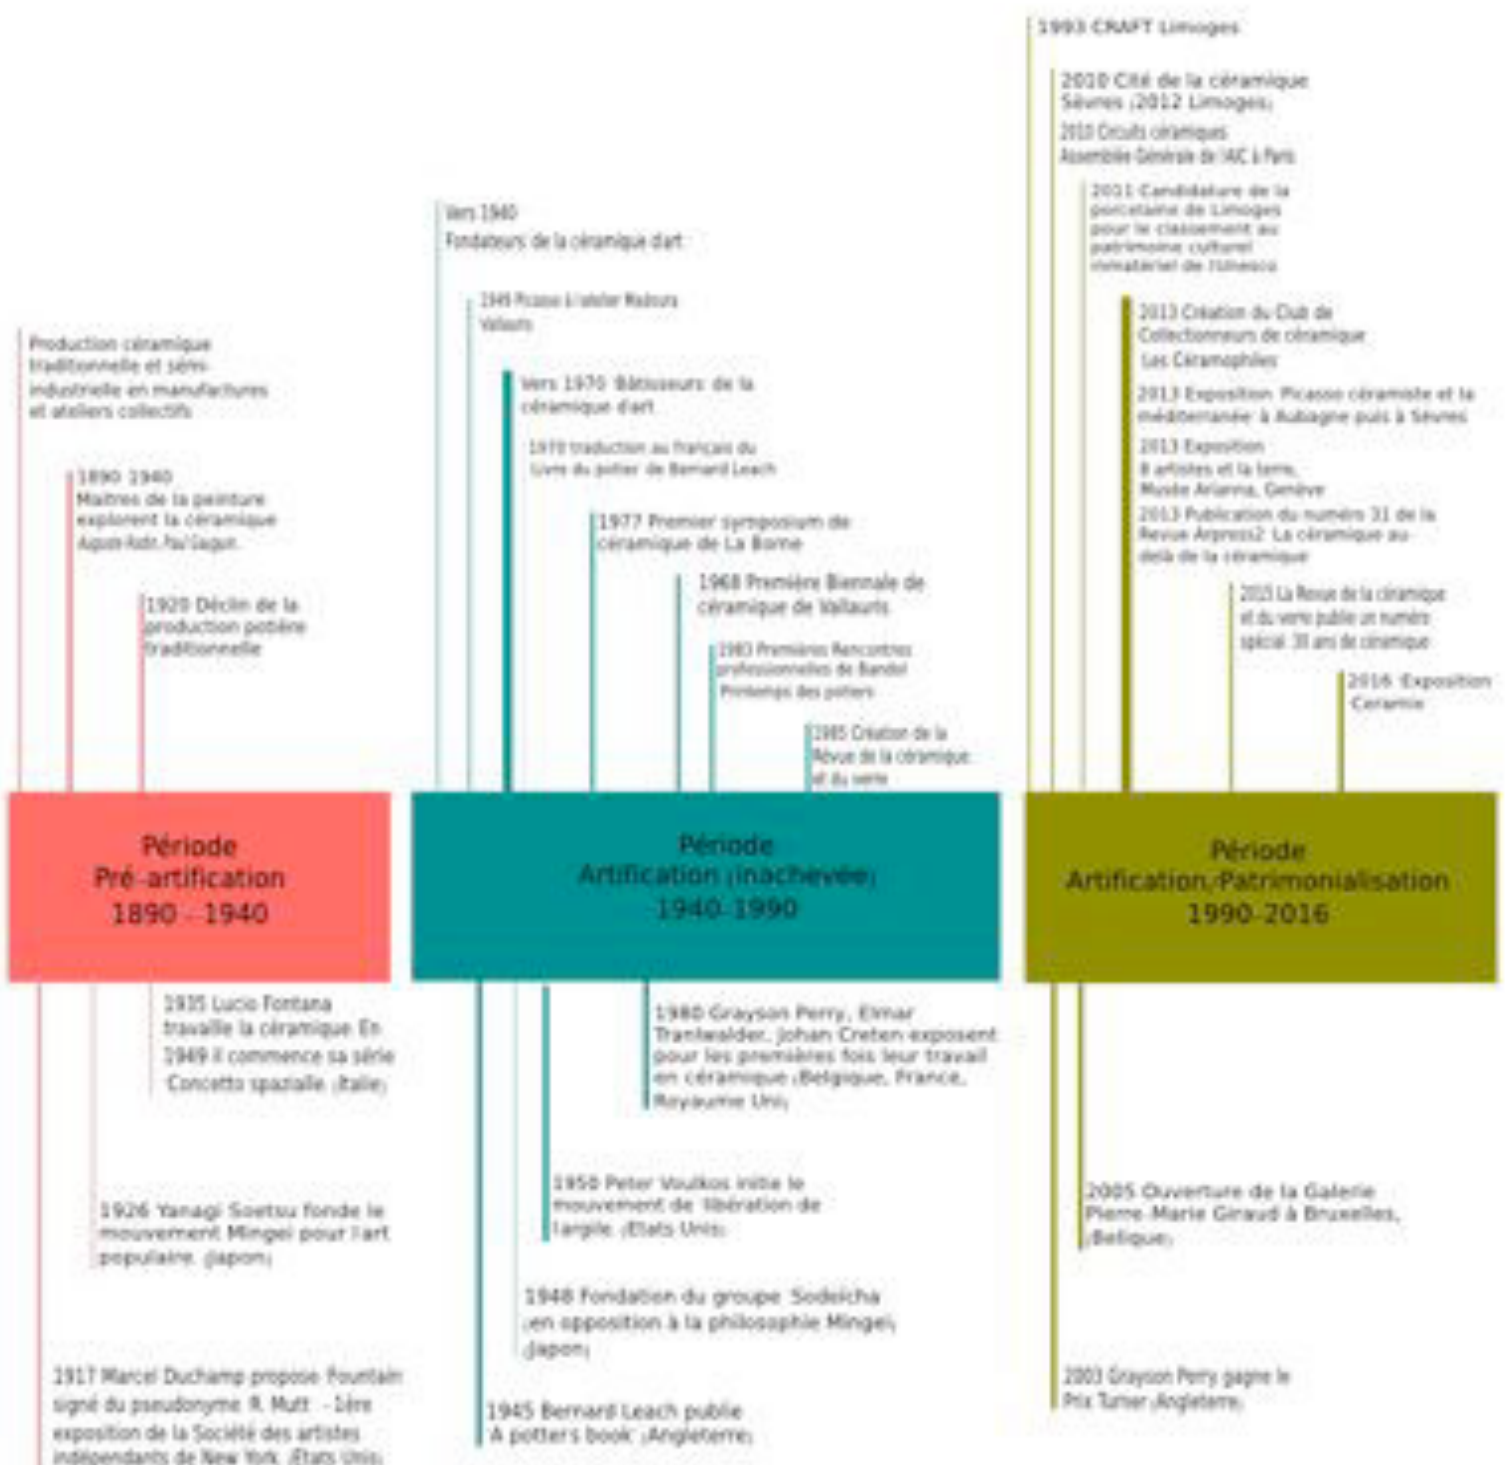 1993 CRAFT Limoges
2010 Cité de la céramique
Sèvres (2012 Limoges)
2010 Circuits céramiques
Assemblée Générale de l'AIC à Paris
2011 Candidature de la
porcelaine de Limoges
pour le classement au
patrimoine culturel
immatériel de l'Unesco
2013 Création du Club de
Collectionneurs de céramique
Les Céramophiles
2013 Exposition Picasso céramiste et la
méditerranée à Aubagne puis à Sèvres
2013 Exposition
8 artistes et la terre,
Musée Arianna, Genève
2013 Publication du numéro 31 de la
Revue Arpress2 La céramique au-
delà de la céramique
2015 La Revue de la céramique
et du verre publie un numéro
spécial 30 ans de céramique
2016 Exposition
Ceramix
Vers 1940
Fondateurs de la céramique d'art
1949 Picasso à l'atelier Madoura
Vallauris
Vers 1970 Bâtisseurs de la
céramique d'art
1970 traduction au français du
Livre du potier de Bernard Leach
1977 Premier symposium de
céramique de La Borne
1968 Première Biennale de
céramique de Vallauris
1983 Premières Rencontres
professionnelles de Bandol
Printemps des potiers
1985 Création de la
Révue de la céramique
et du verre
Production céramique
traditionnelle et sémi-
industrielle en manufactures
et ateliers collectifs
1890 1940
Maitres de la peinture
explorent la céramique
Auguste Rodin, Paul Gauguin.
1920 Déclin de la
production potière
traditionnelle
Période
Pré-artification
1890 - 1940
Période
Artification (inachevée)
1940-1990
Période
Artification/Patrimonialisation
1990-2016
1935 Lucio Fontana
travaille la céramique. En
1949 il commence sa série
Concetto spazialle (Italie)
1926 Yanagi Soetsu fonde le
mouvement Mingei pour l'art
populaire. (Japon)
1917 Marcel Duchamp propose Fountain
signé du pseudonyme R. Mutt - 1ère
exposition de la Société des artistes
indépendants de New York. (Etats Unis)
1980 Grayson Perry, Elmar
Trantwalder, Johan Creten exposent
pour les premières fois leur travail
en céramique (Belgique, France,
Royaume Uni)
1950 Peter Voulkos initie le
mouvement de libération de
l'argile. (Etats Unis)
1948 Fondation du groupe Sodeicha
(en opposition à la philosophie Mingei)
(Japon)
1945 Bernard Leach publie
'A potter's book' (Angleterre)
2005 Ouverture de la Galerie
Pierre-Marie Giraud à Bruxelles,
(Belique)
2003 Grayson Perry gagne le
Prix Turner (Angleterre)